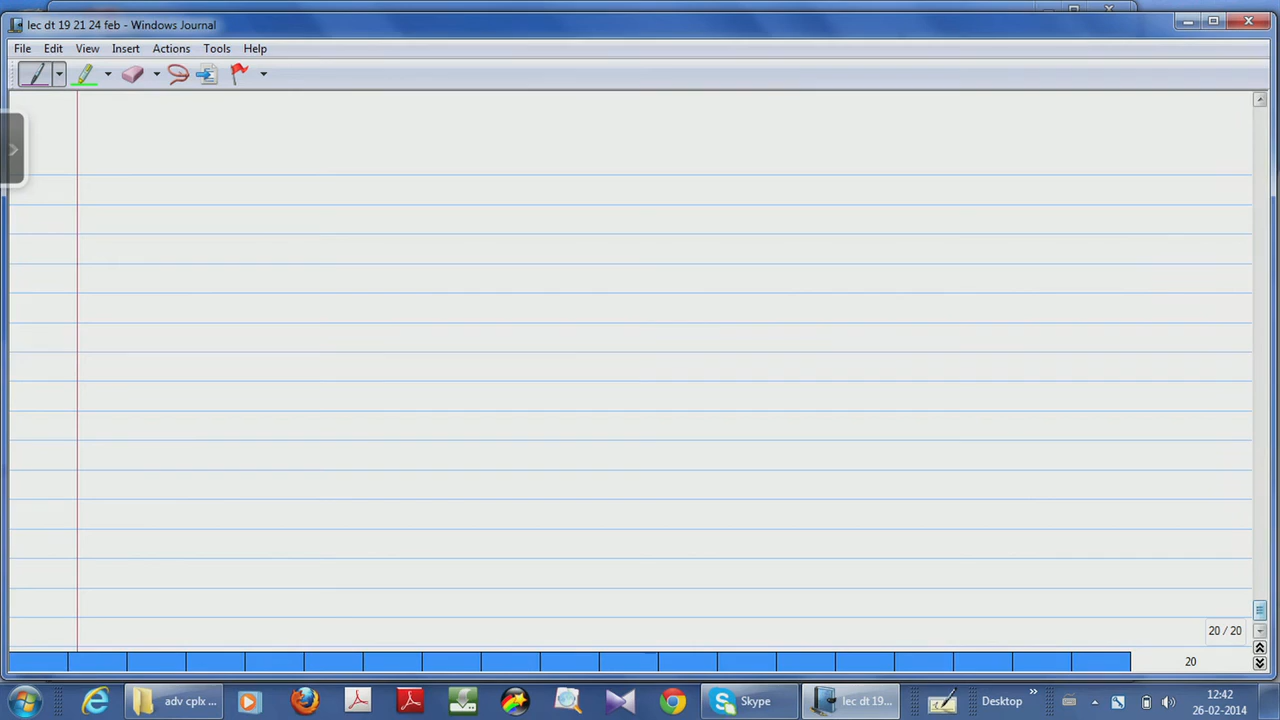 lec dt 19 21 24 feb - Windows Journal
File Edit View Insert Actions Tools Help
20 / 20
20
adv cplx ...
Skype
lec dt 19...
Desktop
12:42
26-02-2014